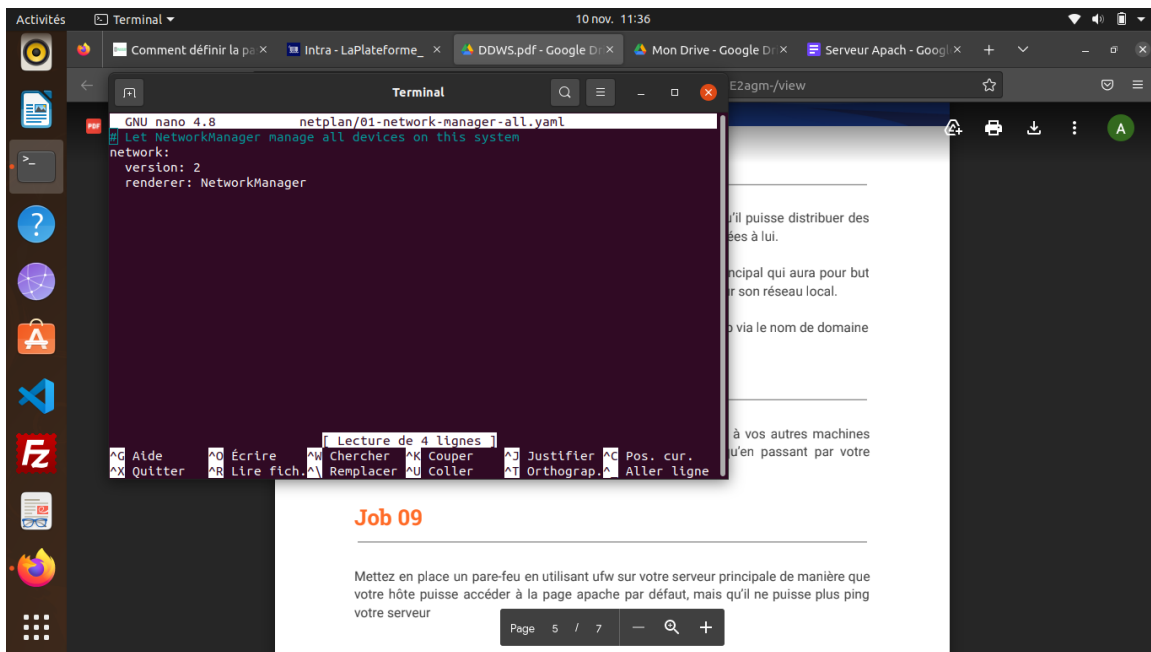 Activités
Terminal
10 nov. 11:36
Comment définir la pa
Intra - LaPlateforme_
DDWS.pdf - Google Dr
Mon Drive - Google Dr
Serveur Apach - Googl
E2agm-/view
Terminal
GNU nano 4.8 netplan/01-network-manager-all.yaml
# Let NetworkManager manage all devices on this system
network:
version: 2
renderer: NetworkManager
[ Lecture de 4 lignes ]
^G Aide ^O Écrire ^W Chercher ^K Couper ^J Justifier ^C Pos. cur.
^X Quitter ^R Lire fich. ^\ Remplacer ^U Coller ^T Orthograp. ^_ Aller ligne
PDF
A
u'il puisse distribuer des
ées à lui.
ncipal qui aura pour but
ur son réseau local.
via le nom de domaine
à vos autres machines
qu'en passant par votre
Job 09
Mettez en place un pare-feu en utilisant ufw sur votre serveur principale de manière que
votre hôte puisse accéder à la page apache par défaut, mais qu'il ne puisse plus ping
votre serveur
Page 5 / 7